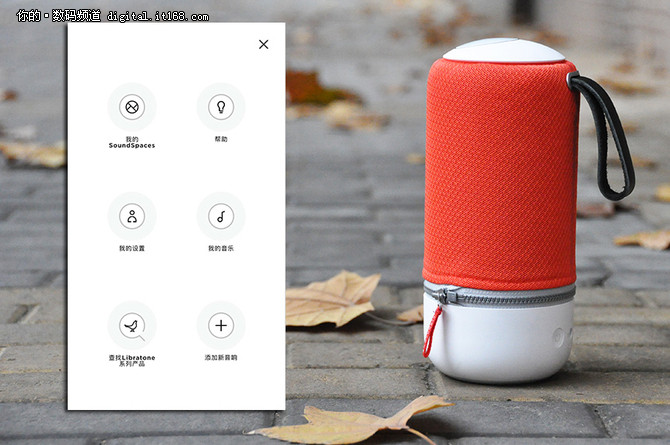 你的·数码频道 digital.it168.com
我的
SoundSpaces
帮助
我的设置
我的音乐
查找Libratone
系列产品
添加新音响